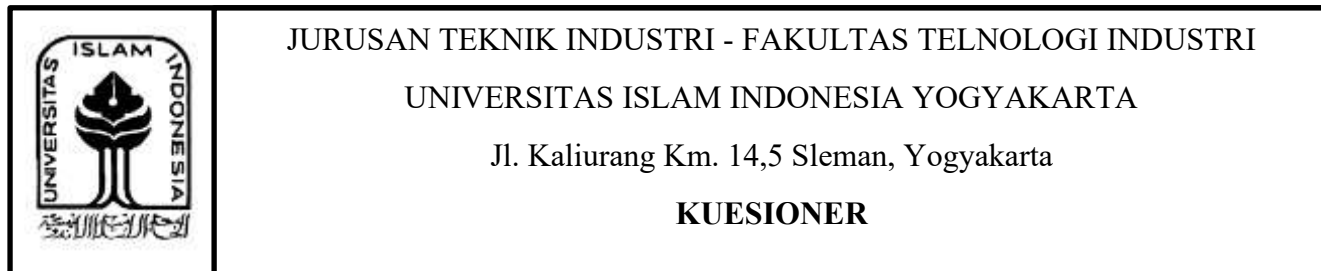 ISLAM
UNIVERSITAS
INDONESIA
JURUSAN TEKNIK INDUSTRI - FAKULTAS TELNOLOGI INDUSTRI
UNIVERSITAS ISLAM INDONESIA YOGYAKARTA
Jl. Kaliurang Km. 14,5 Sleman, Yogyakarta
KUESIONER